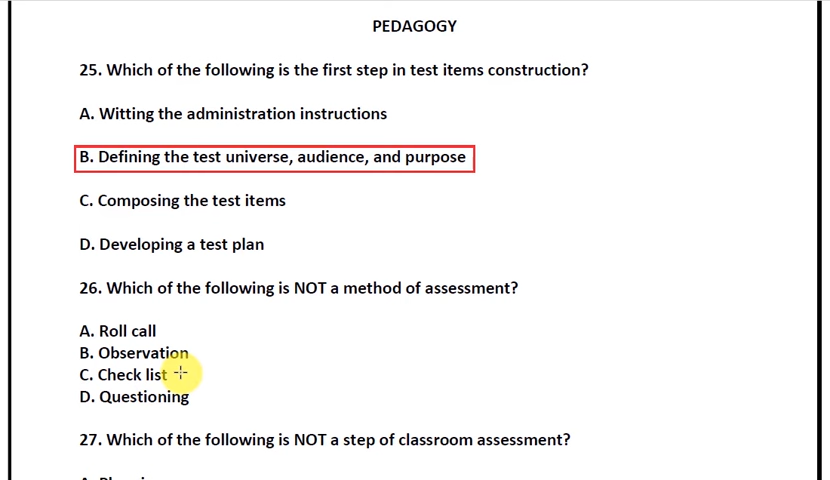 PEDAGOGY
25. Which of the following is the first step in test items construction?
A. Witting the administration instructions
B. Defining the test universe, audience, and purpose
C. Composing the test items
D. Developing a test plan
26. Which of the following is NOT a method of assessment?
A. Roll call
B. Observation
C. Check list
D. Questioning
27. Which of the following is NOT a step of classroom assessment?